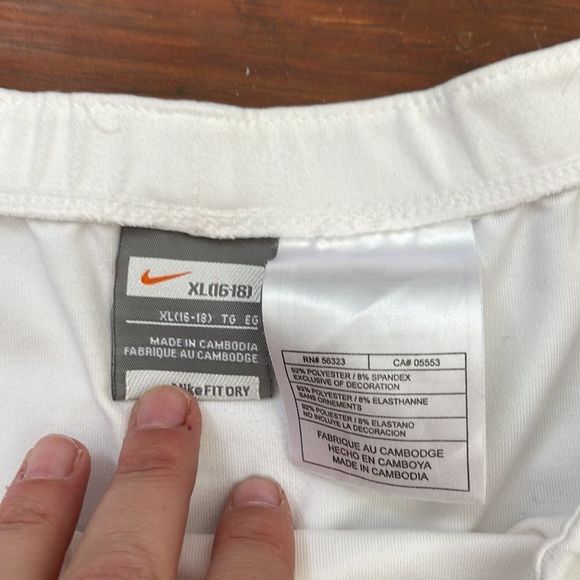 XL(16-18)
XL(16-18) TG EG
MADE IN CAMBODIA
FABRIQUE AU CAMBODGE
Nike FIT DRY
RN# 56323 CA# 05553
92% POLYESTER / 8% SPANDEX
EXCLUSIVE OF DECORATION
92% POLYESTER / 8% ELASTHANNE
SANS ORNEMENTS
92% POLIESTER / 8% ELASTANO
NO INCLUYE LA DECORACION
FABRIQUE AU CAMBODGE
HECHO EN CAMBOYA
MADE IN CAMBODIA